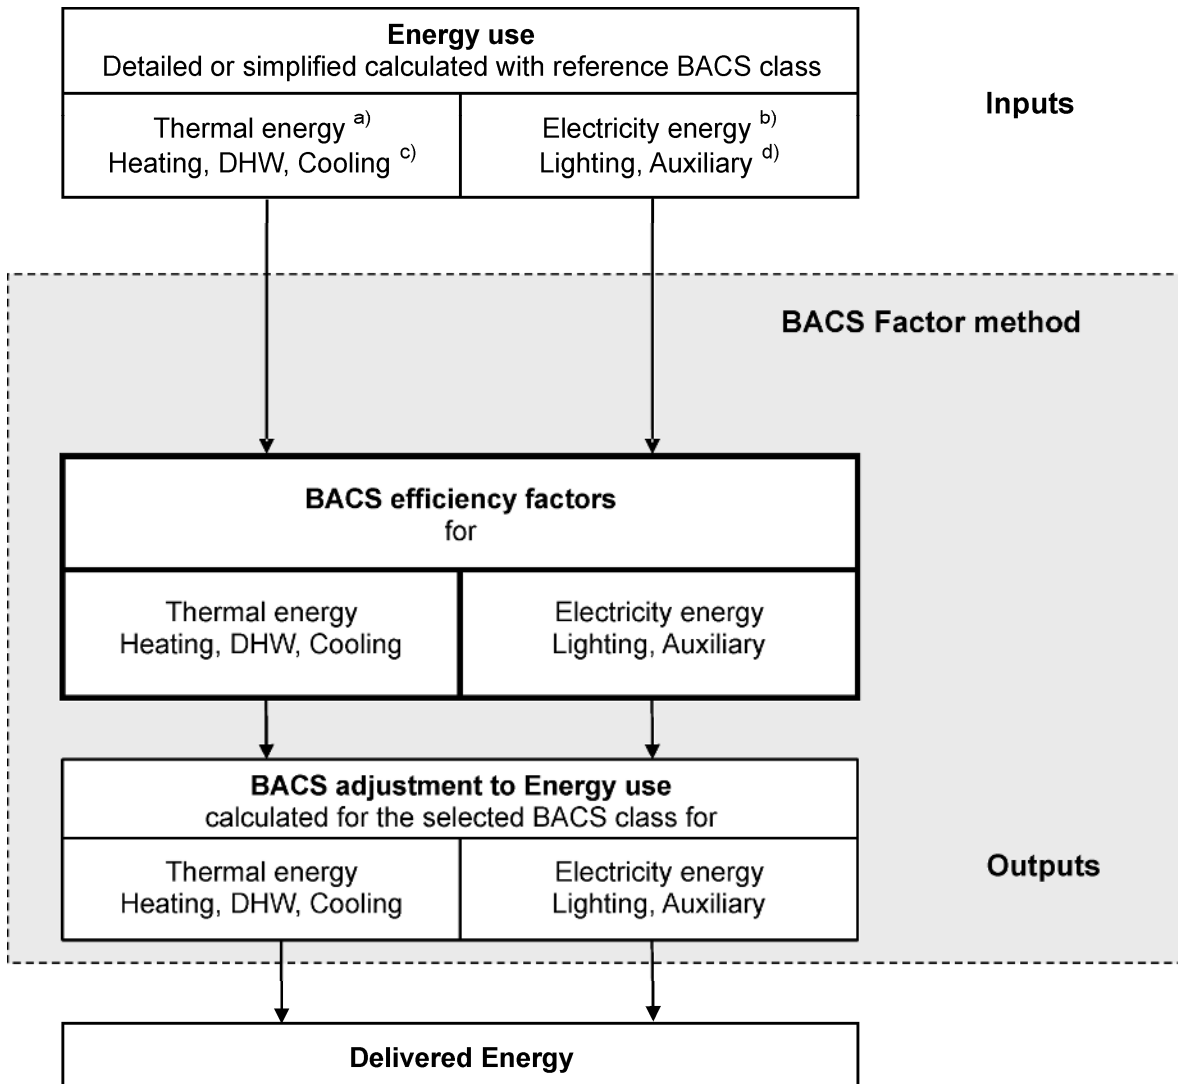 Energy use
Detailed or simplified calculated with reference BACS class
Inputs
Thermal energy a)
Heating, DHW, Cooling c)
Electricity energy b)
Lighting, Auxiliary d)
BACS Factor method
BACS efficiency factors
for
Thermal energy
Heating, DHW, Cooling
Electricity energy
Lighting, Auxiliary
BACS adjustment to Energy use
calculated for the selected BACS class for
Thermal energy
Heating, DHW, Cooling
Electricity energy
Lighting, Auxiliary
Outputs
Delivered Energy